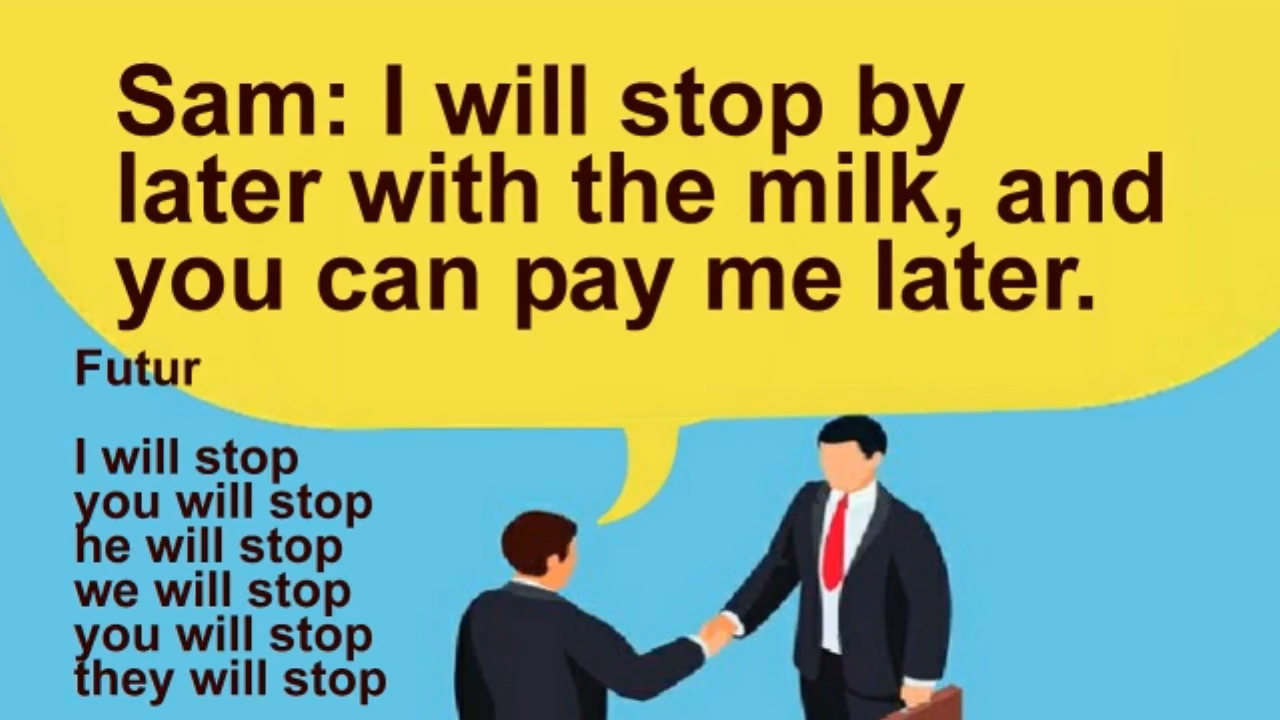 Sam: I will stop by
later with the milk, and
you can pay me later.
Futur
I will stop
you will stop
he will stop
we will stop
you will stop
they will stop